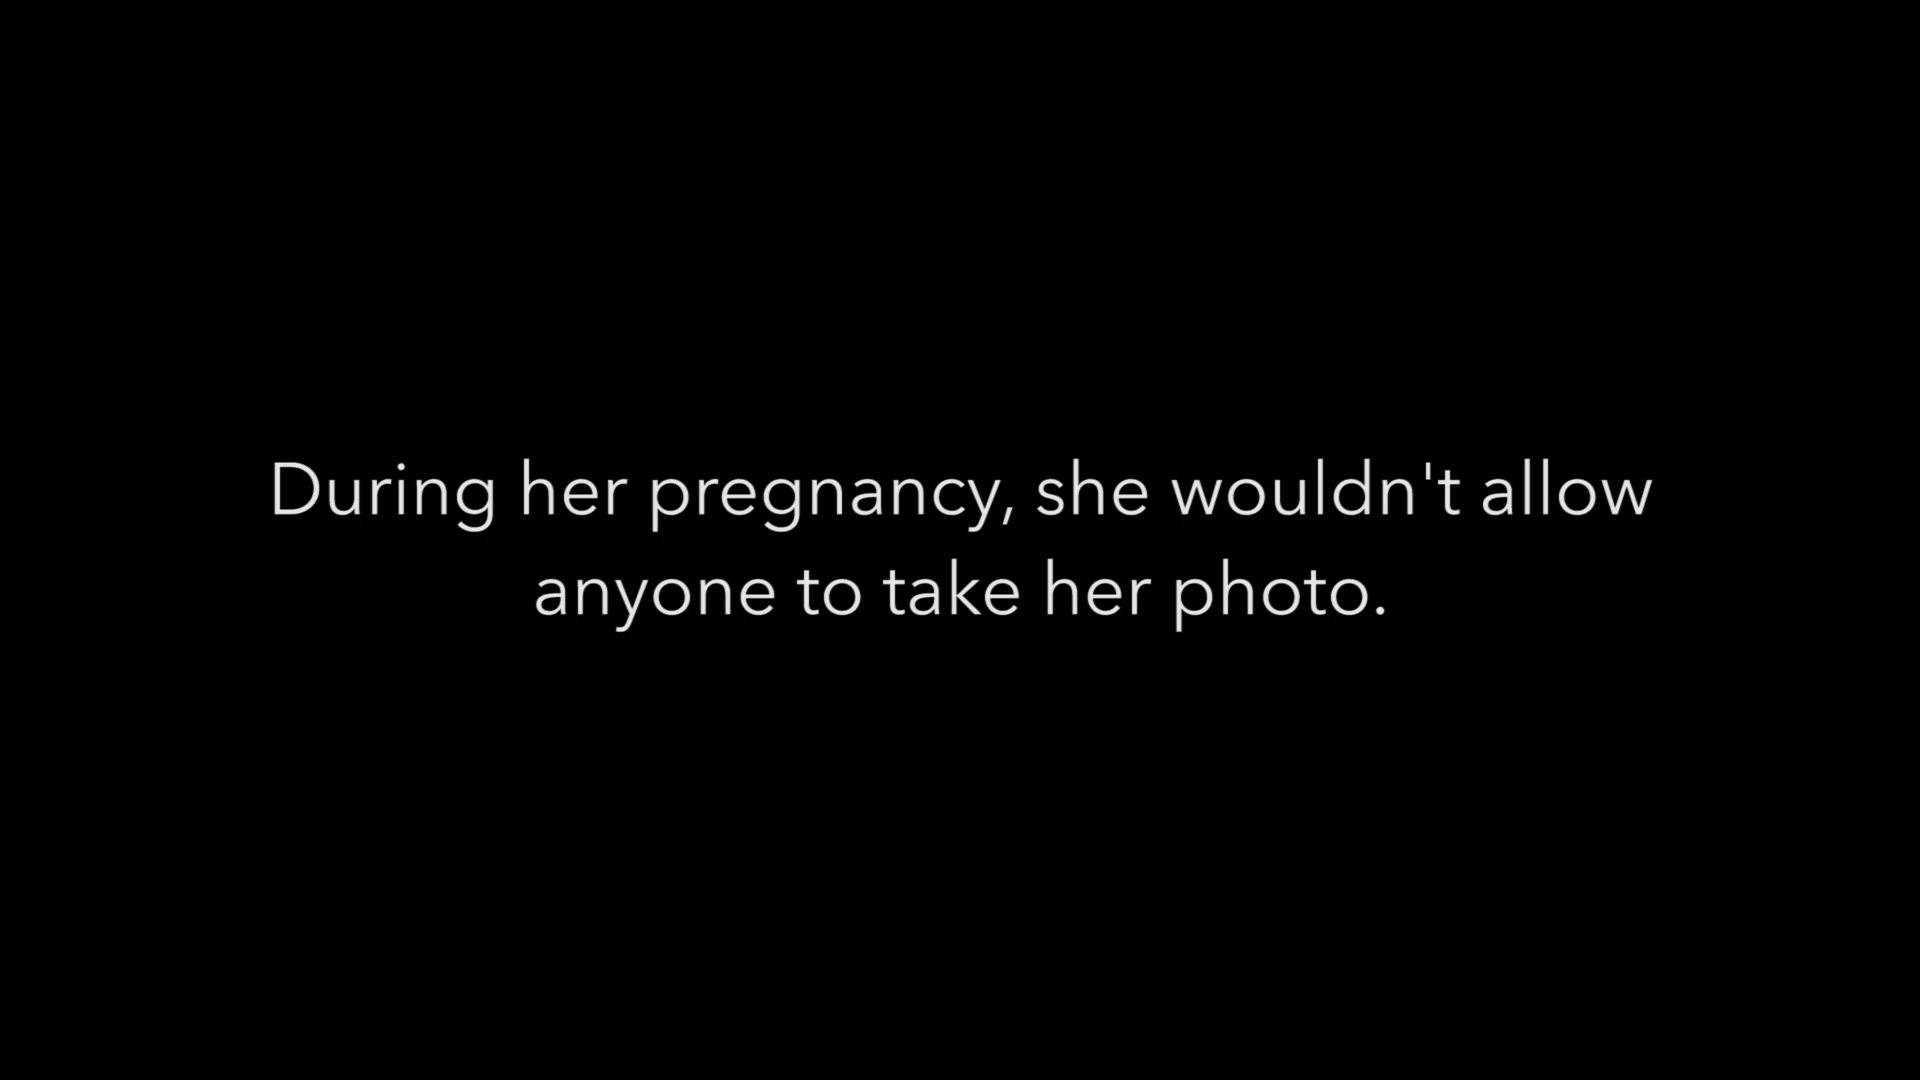 During her pregnancy, she wouldn't allow
anyone to take her photo.